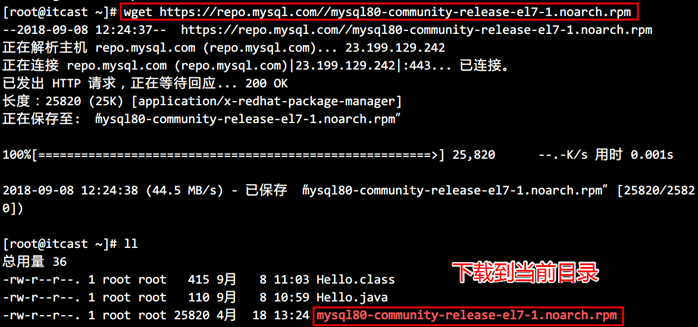 [root@itcast ~]# wget https://repo.mysql.com//mysql80-community-release-el7-1.noarch.rpm
--2018-09-08 12:24:37--  https://repo.mysql.com//mysql80-community-release-el7-1.noarch.rpm
正在解析主机 repo.mysql.com (repo.mysql.com)... 23.199.129.242
正在连接 repo.mysql.com (repo.mysql.com)|23.199.129.242|:443... 已连接。
已发出 HTTP 请求，正在等待回应... 200 OK
长度：25820 (25K) [application/x-redhat-package-manager]
正在保存至: “mysql80-community-release-el7-1.noarch.rpm”
100%[======================================================>] 25,820      --.-K/s 用时 0.001s
2018-09-08 12:24:38 (44.5 MB/s) - 已保存 “mysql80-community-release-el7-1.noarch.rpm” [25820/2582
0])
[root@itcast ~]# ll
总用量 36
下载到当前目录
-rw-r--r--. 1 root root   415 9月   8 11:03 Hello.class
-rw-r--r--. 1 root root   110 9月   8 10:59 Hello.java
-rw-r--r--. 1 root root 25820 4月  18 13:24 mysql80-community-release-el7-1.noarch.rpm